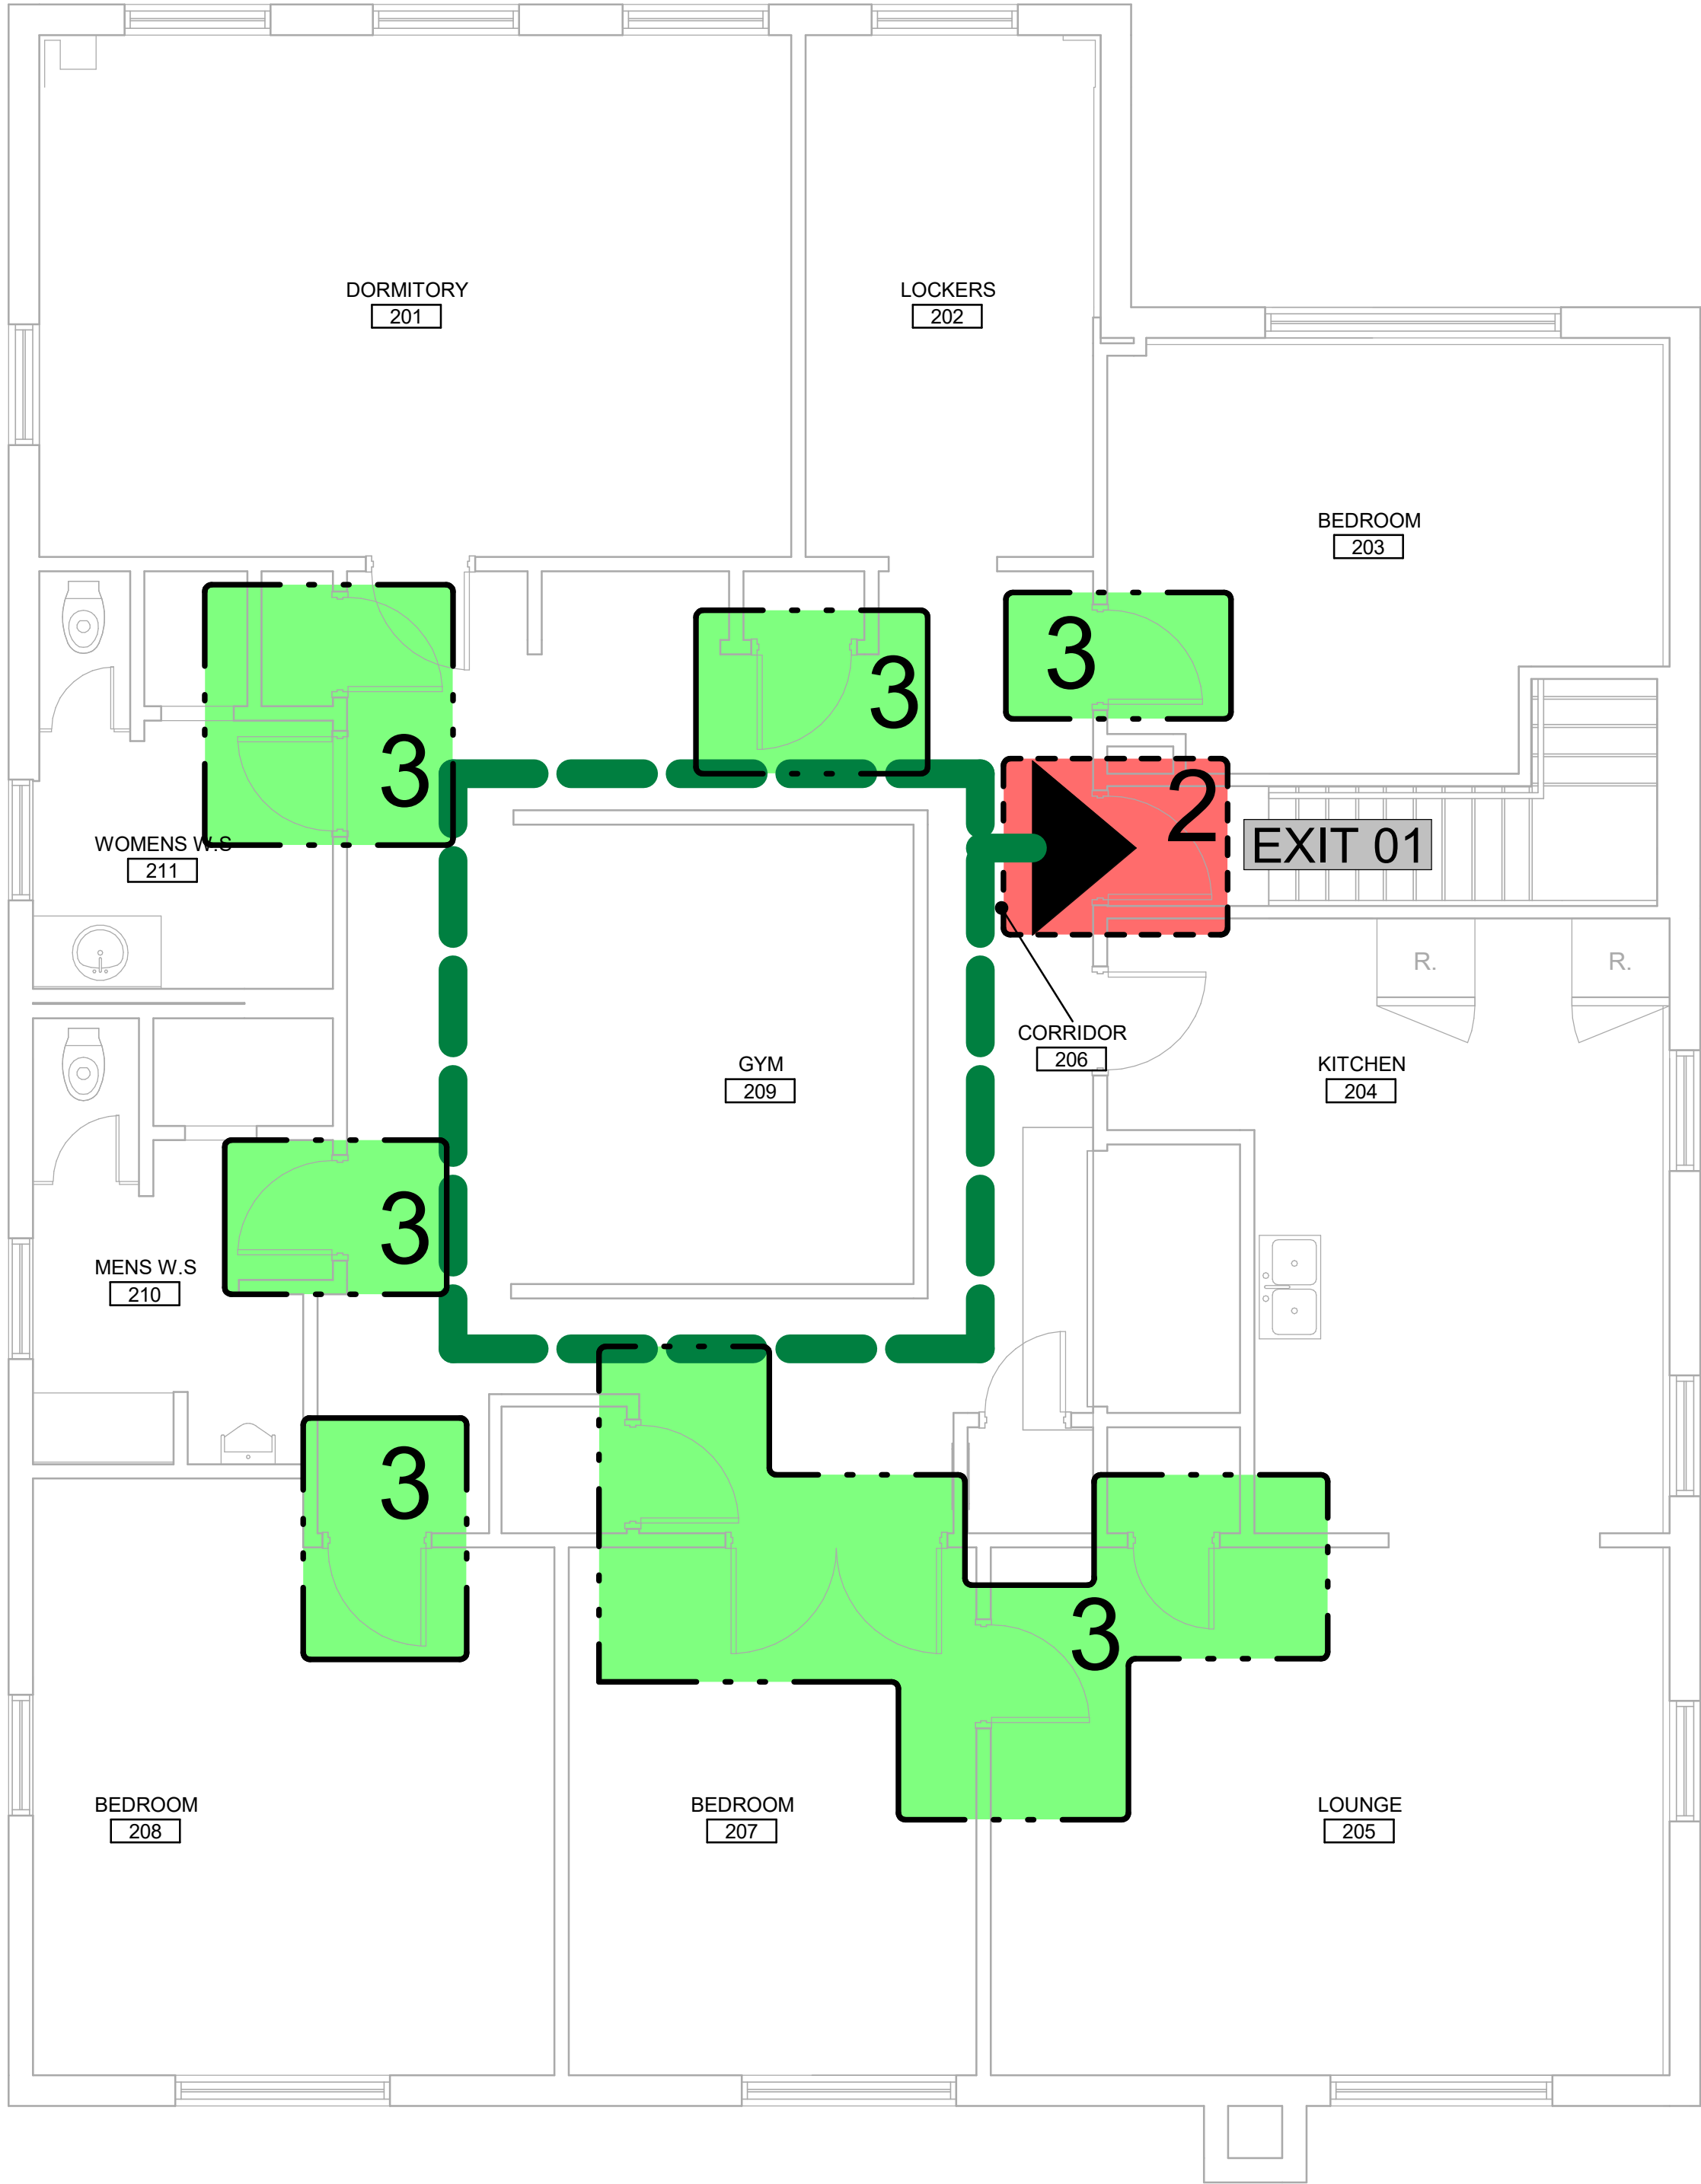 DORMITORY
201
LOCKERS
202
BEDROOM
203
3
3
3
2
EXIT 01
WOMENS W.S
211
R.
R.
CORRIDOR
206
GYM
209
KITCHEN
204
3
MENS W.S
210
3
3
BEDROOM
208
BEDROOM
207
LOUNGE
205